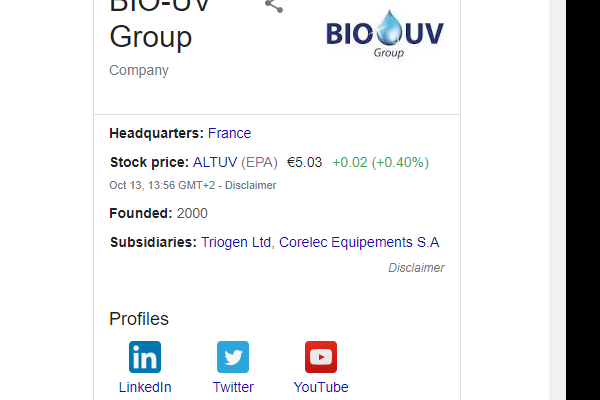 BIO-UV
Group
BIO UV
Group
Company
Headquarters: France
Stock price: ALTUV (EPA) €5.03 +0.02 (+0.40%)
Oct 13, 13:56 GMT+2 - Disclaimer
Founded: 2000
Subsidiaries: Triogen Ltd, Corelec Equipements S.A
Disclaimer
Profiles
LinkedIn Twitter YouTube